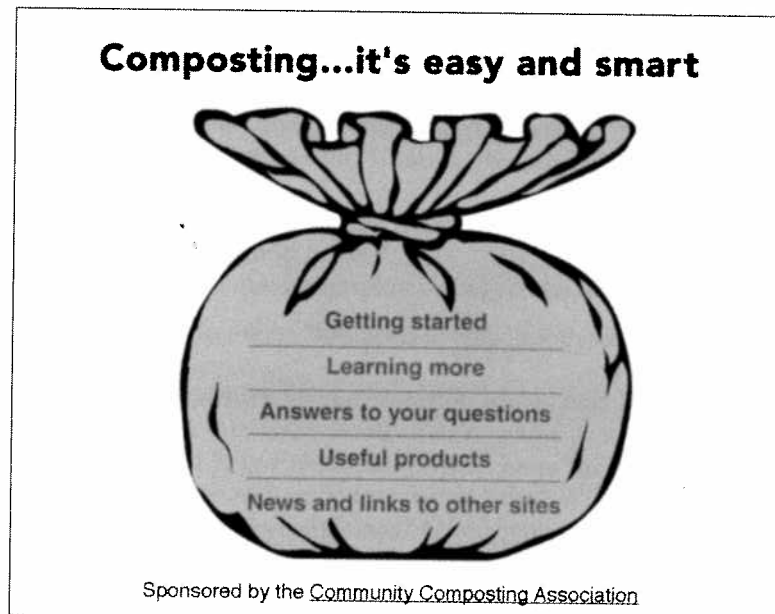 Composting...it's easy and smart
Getting started
Learning more
Answers to your questions
Useful products
News and links to other sites
Sponsored by the Community Composting Association